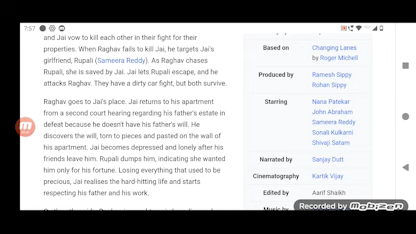 7:57
and Jai vow to kill each other in their fight for their
properties. When Raghav fails to kill Jai, he targets Jai's
girlfriend, Rupali (Sameera Reddy). As Raghav chases
Rupali, she is saved by Jai. Jai lets Rupali escape, and he
attacks Raghav. They have a dirty car fight, but both survive.
Raghav goes to Jai's place. Jai returns to his apartment
from a second court hearing regarding his father's estate in
defeat because he doesn't have his father's will. He
discovers the will, torn to pieces and pasted on the wall of
his apartment. Jai becomes depressed and lonely after his
friends leave him. Rupali dumps him, indicating she wanted
him only for his fortune. Losing everything that used to be
precious, Jai realises the hard-hitting life and starts
respecting his father and his work.
Based on Changing Lanes
by Roger Michell
Produced by Ramesh Sippy
Rohan Sippy
Starring Nana Patekar
John Abraham
Sameera Reddy
Sonali Kulkarni
Shivaji Satam
Narrated by Sanjay Dutt
Cinematography Kartik Vijay
Edited by Aarif Shaikh
Music by
Recorded by Mobizen